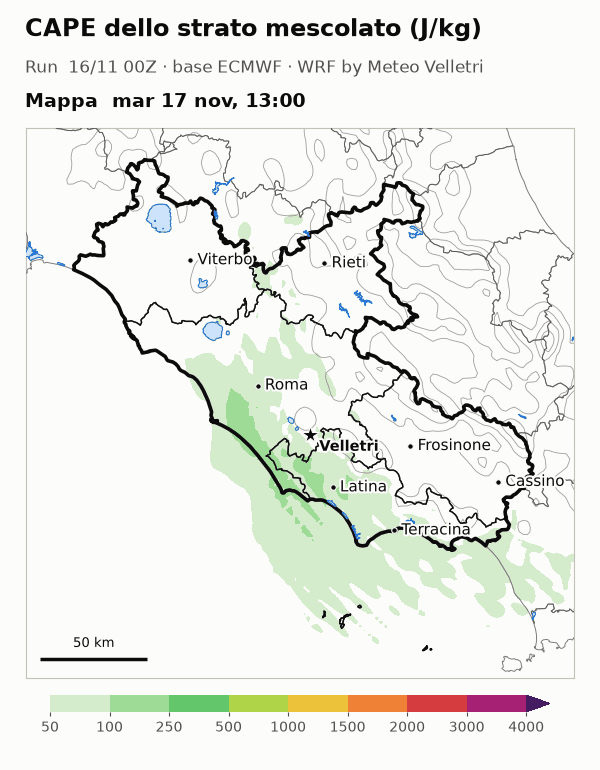 CAPE dello strato mescolato (J/kg)
Run 16/11 00Z · base ECMWF · WRF by Meteo Velletri
Mappa mar 17 nov, 13:00
Viterbo
Rieti
Roma
Velletri
Frosinone
Latina
Cassino
Terracina
50 km
50 100 250 500 1000 1500 2000 3000 4000